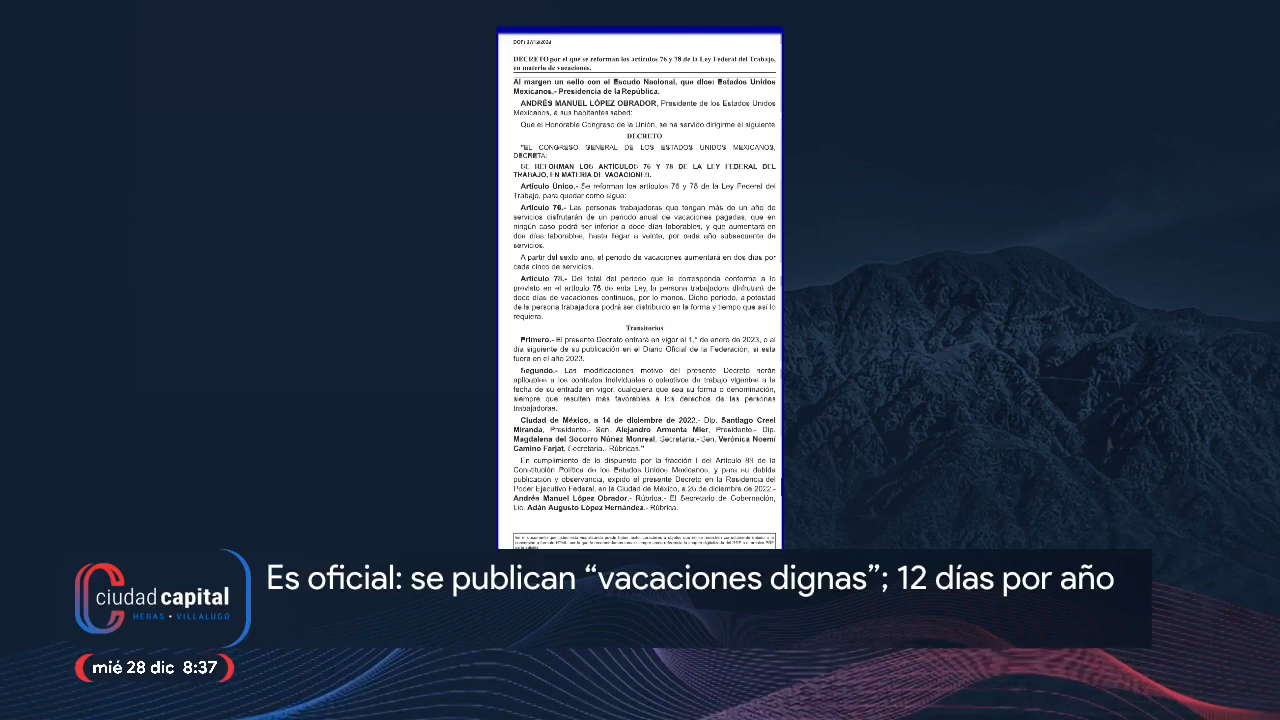 DOF: 27/12/2022
DECRETO por el que se reforman los artículos 76 y 78 de la Ley Federal del Trabajo,
en materia de vacaciones.
Al margen un sello con el Escudo Nacional, que dice: Estados Unidos
Mexicanos.- Presidencia de la República.
ANDRÉS MANUEL LÓPEZ OBRADOR, Presidente de los Estados Unidos
Mexicanos, a sus habitantes sabed:
Que el Honorable Congreso de la Unión, se ha servido dirigirme el siguiente
DECRETO
"EL CONGRESO GENERAL DE LOS ESTADOS UNIDOS MEXICANOS,
DECRETA:
SE REFORMAN LOS ARTÍCULOS 76 Y 78 DE LA LEY FEDERAL DEL
TRABAJO, EN MATERIA DE VACACIONES.
Artículo Único.- Se reforman los artículos 76 y 78 de la Ley Federal del
Trabajo, para quedar como sigue:
Artículo 76.- Las personas trabajadoras que tengan más de un año de
servicios disfrutarán de un periodo anual de vacaciones pagadas, que en
ningún caso podrá ser inferior a doce días laborables, y que aumentará en
dos días laborables, hasta llegar a veinte, por cada año subsecuente de
servicios.
A partir del sexto año, el periodo de vacaciones aumentará en dos días por
cada cinco de servicios.
Artículo 78.- Del total del periodo que le corresponda conforme a lo
previsto en el artículo 76 de esta Ley, la persona trabajadora disfrutará de
doce días de vacaciones continuos, por lo menos. Dicho periodo, a potestad
de la persona trabajadora podrá ser distribuido en la forma y tiempo que así lo
requiera.
Transitorios
Primero.- El presente Decreto entrará en vigor el 1.° de enero de 2023, o al
día siguiente de su publicación en el Diario Oficial de la Federación, si esta
fuera en el año 2023.
Segundo.- Las modificaciones motivo del presente Decreto serán
aplicables a los contratos individuales o colectivos de trabajo vigentes a la
fecha de su entrada en vigor, cualquiera que sea su forma o denominación,
siempre que resulten más favorables a los derechos de las personas
trabajadoras.
Ciudad de México, a 14 de diciembre de 2022.- Dip. Santiago Creel
Miranda, Presidente.- Sen. Alejandro Armenta Mier, Presidente.- Dip.
Magdalena del Socorro Núñez Monreal, Secretaria.- Sen. Verónica Noemí
Camino Farjat, Secretaria.- Rúbricas."
En cumplimiento de lo dispuesto por la fracción I del Artículo 89 de la
Constitución Política de los Estados Unidos Mexicanos, y para su debida
publicación y observancia, expido el presente Decreto en la Residencia del
Poder Ejecutivo Federal, en la Ciudad de México, a 26 de diciembre de 2022.-
Andrés Manuel López Obrador.- Rúbrica.- El Secretario de Gobernación,
Lic. Adán Augusto López Hernández.- Rúbrica.
Es oficial: se publican “vacaciones dignas”; 12 días por año
ciudad capital
HERAS • VILLALUGO
mié 28 dic 8:37